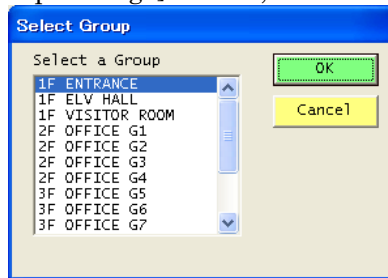 Select Group
Select a Group
1F ENTRANCE
1F ELV HALL
1F VISITOR ROOM
2F OFFICE G1
2F OFFICE G2
2F OFFICE G3
2F OFFICE G4
3F OFFICE G5
3F OFFICE G6
3F OFFICE G7
OK
Cancel